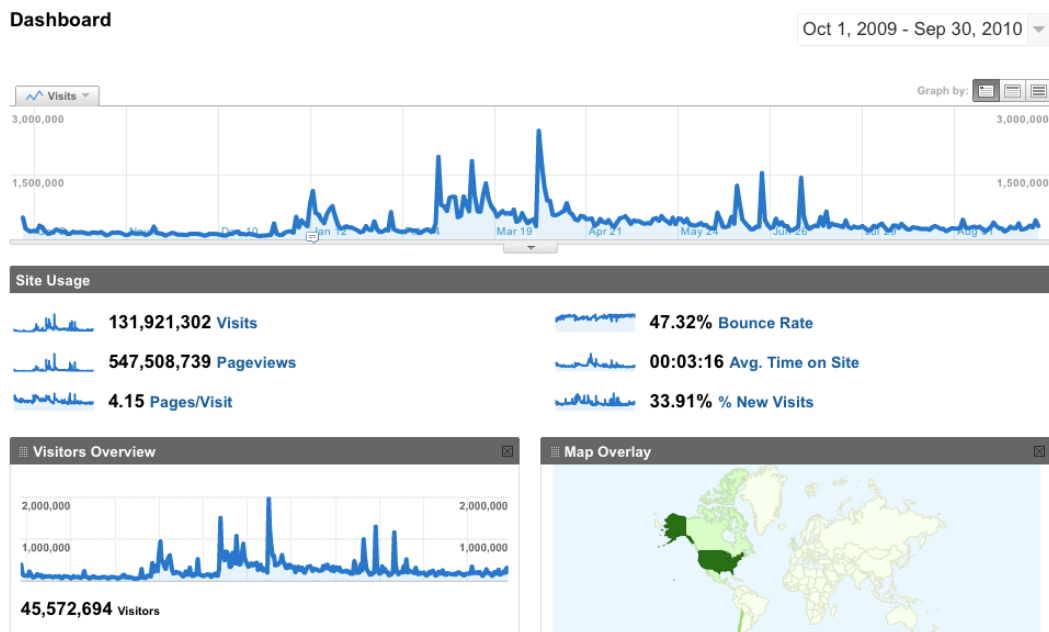 Dashboard
Oct 1, 2009 - Sep 30, 2010
Visits
Graph by:
3,000,000 3,000,000
1,500,000 1,500,000
Mar 19 Apr 21 May 24 Jun 26
Site Usage
131,921,302 Visits 47.32% Bounce Rate
547,508,739 Pageviews 00:03:16 Avg. Time on Site
4.15 Pages/Visit 33.91% % New Visits
Visitors Overview Map Overlay
2,000,000 2,000,000
1,000,000 1,000,000
45,572,694 Visitors